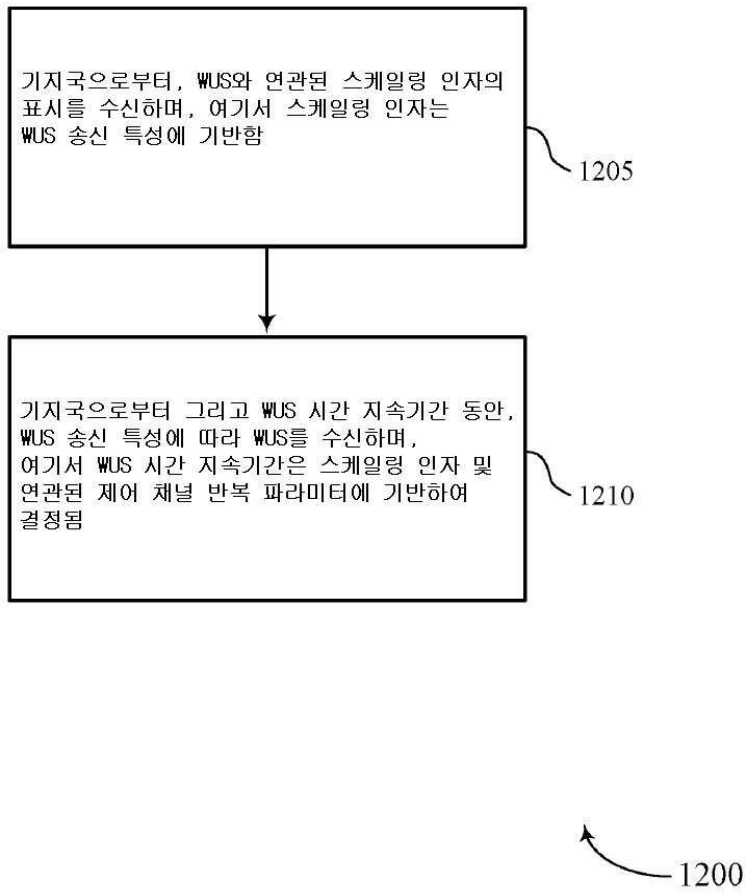 기지국으로부터, WUS와 연관된 스케일링 인자의
표시를 수신하며, 여기서 스케일링 인자는
WUS 송신 특성에 기반함
1205
기지국으로부터 그리고 WUS 시간 지속기간 동안,
WUS 송신 특성에 따라 WUS를 수신하며,
여기서 WUS 시간 지속기간은 스케일링 인자 및
연관된 제어 채널 반복 파라미터에 기반하여
결정됨
1210
1200